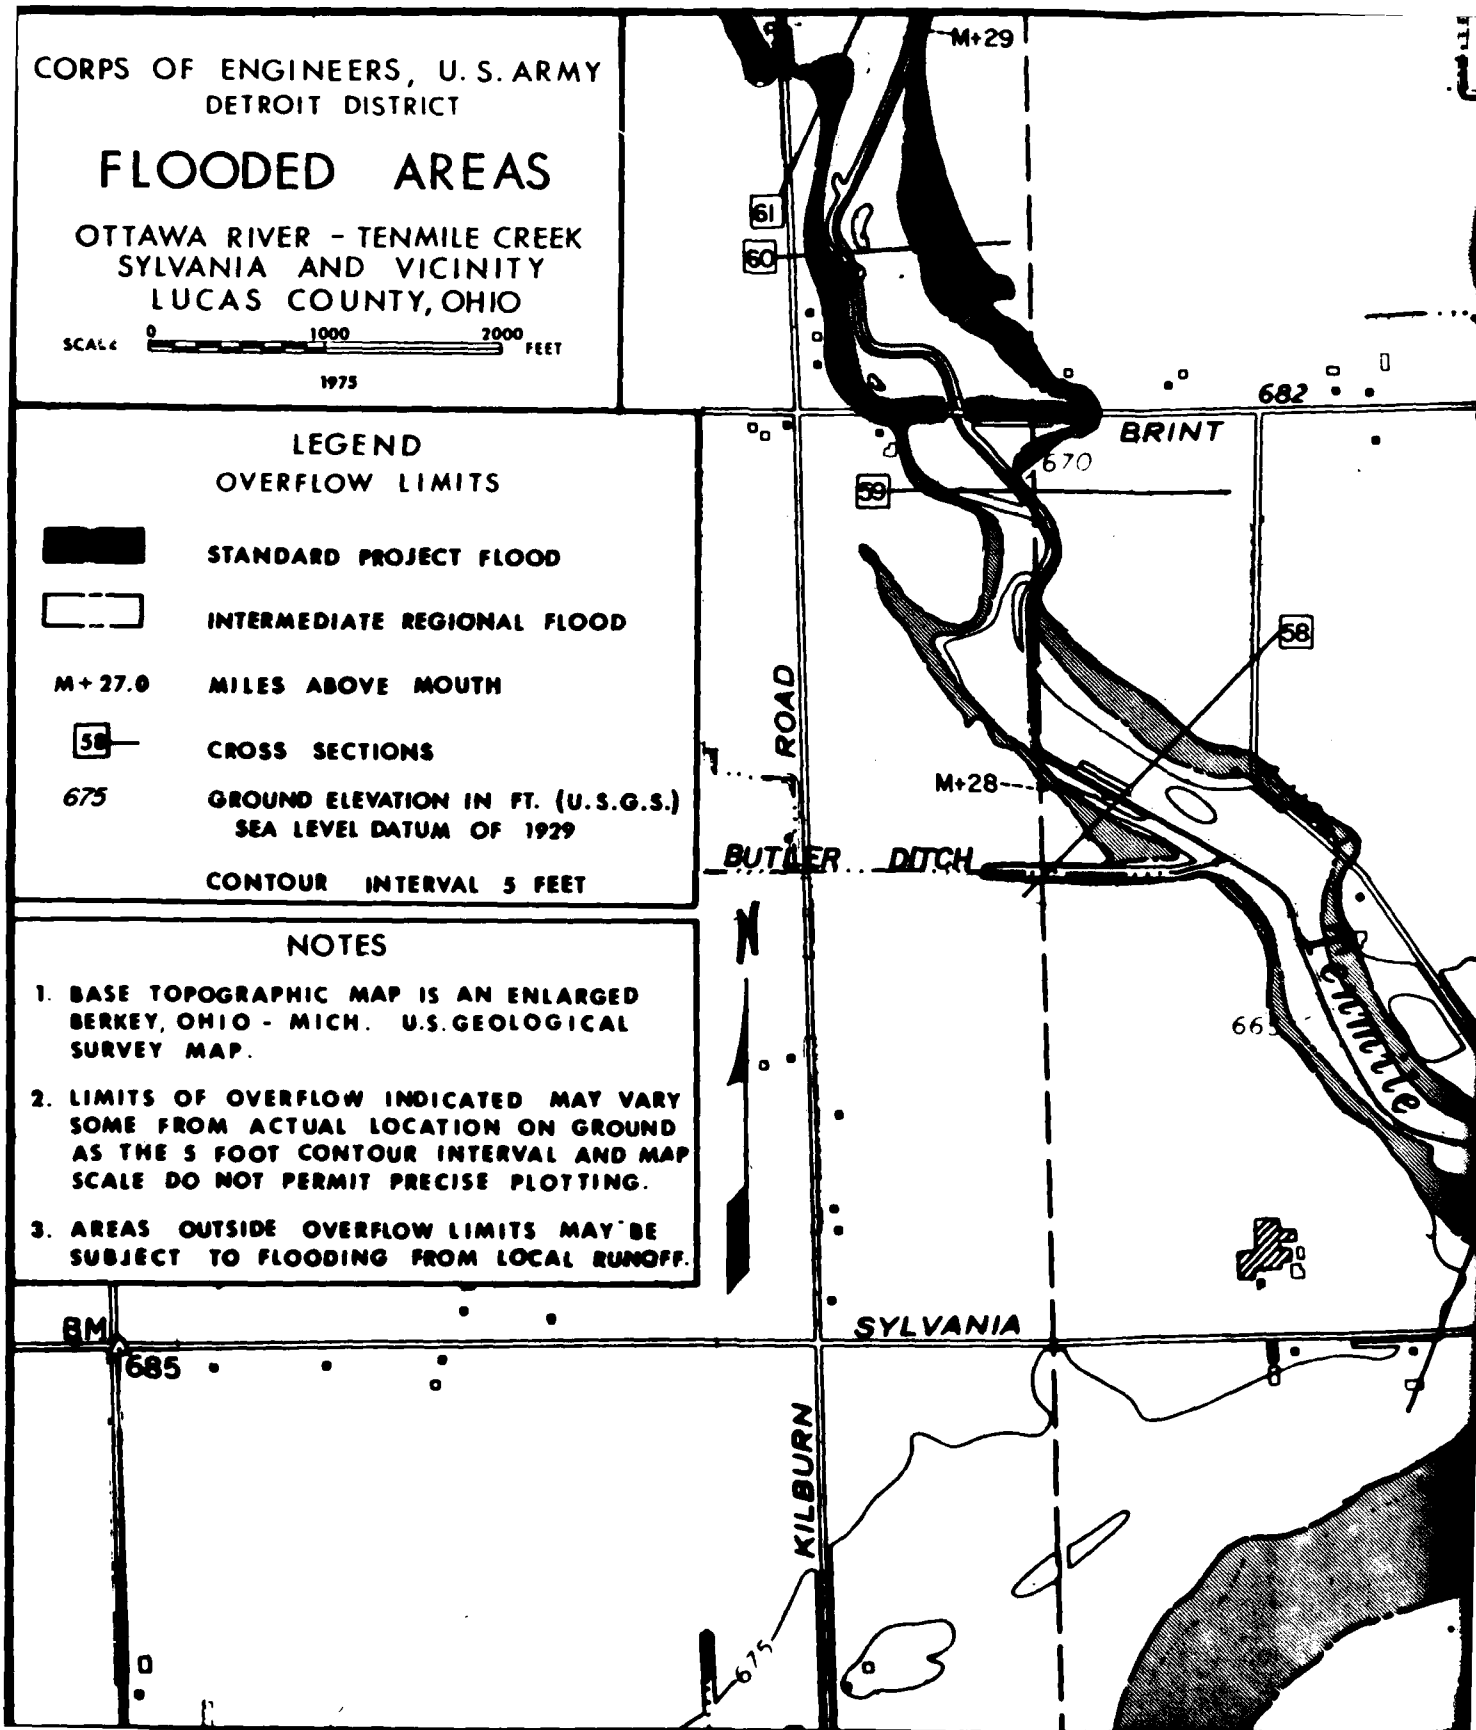 CORPS OF ENGINEERS, U.S. ARMY
DETROIT DISTRICT
FLOODED AREAS
OTTAWA RIVER - TENMILE CREEK
SYLVANIA AND VICINITY
LUCAS COUNTY, OHIO
SCALE 0 1000 2000 FEET
1975
LEGEND
OVERFLOW LIMITS
STANDARD PROJECT FLOOD
INTERMEDIATE REGIONAL FLOOD
M+27.0 MILES ABOVE MOUTH
58 CROSS SECTIONS
675 GROUND ELEVATION IN FT. (U.S.G.S.)
SEA LEVEL DATUM OF 1929
CONTOUR INTERVAL 5 FEET
NOTES
1. BASE TOPOGRAPHIC MAP IS AN ENLARGED
BERKEY, OHIO - MICH. U.S. GEOLOGICAL
SURVEY MAP.
2. LIMITS OF OVERFLOW INDICATED MAY VARY
SOME FROM ACTUAL LOCATION ON GROUND
AS THE 5 FOOT CONTOUR INTERVAL AND MAP
SCALE DO NOT PERMIT PRECISE PLOTTING.
3. AREAS OUTSIDE OVERFLOW LIMITS MAY BE
SUBJECT TO FLOODING FROM LOCAL RUNOFF.
M+29
61
60
682
BRINT
670
59
58
ROAD
M+28
BUTLER DITCH
N
Tenmile
665
BM
685
SYLVANIA
KILBURN
675